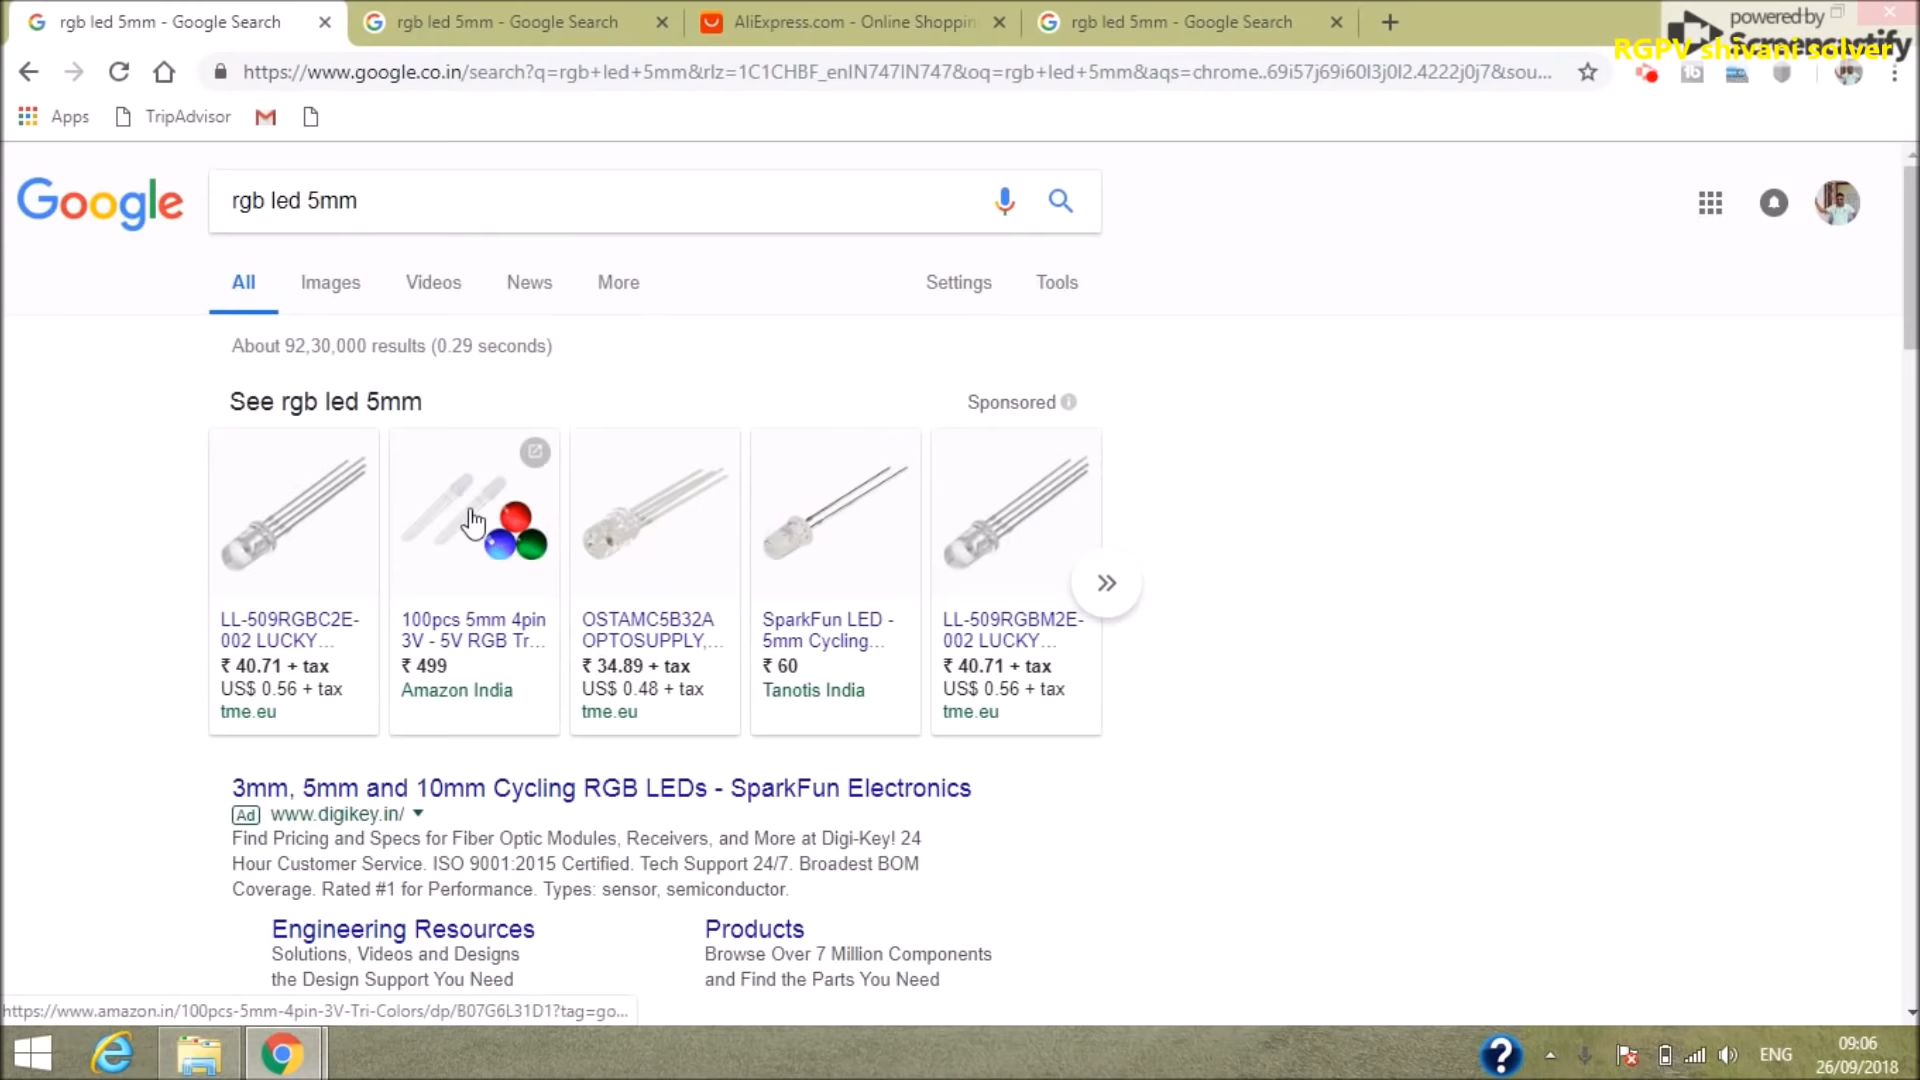 rgb led 5mm - Google Search
rgb led 5mm - Google Search
AliExpress.com - Online Shoppin
rgb led 5mm - Google Search
powered by
Screencastify
RGPV shivani solver
https://www.google.co.in/search?q=rgb+led+5mm&rlz=1C1CHBF_enIN747IN747&oq=rgb+led+5mm&aqs=chrome..69i57j69i60l3j0l2.4222j0j7&sou...
Apps
TripAdvisor
Google
rgb led 5mm
All
Images
Videos
News
More
Settings
Tools
About 92,30,000 results (0.29 seconds)
See rgb led 5mm
Sponsored
LL-509RGBC2E-
002 LUCKY...
₹ 40.71 + tax
US$ 0.56 + tax
tme.eu
100pcs 5mm 4pin
3V - 5V RGB Tr...
₹ 499
Amazon India
OSTAMC5B32A
OPTOSUPPLY,...
₹ 34.89 + tax
US$ 0.48 + tax
tme.eu
SparkFun LED -
5mm Cycling...
₹ 60
Tanotis India
LL-509RGBM2E-
002 LUCKY...
₹ 40.71 + tax
US$ 0.56 + tax
tme.eu
3mm, 5mm and 10mm Cycling RGB LEDs - SparkFun Electronics
Ad www.digikey.in/
Find Pricing and Specs for Fiber Optic Modules, Receivers, and More at Digi-Key! 24
Hour Customer Service. ISO 9001:2015 Certified. Tech Support 24/7. Broadest BOM
Coverage. Rated #1 for Performance. Types: sensor, semiconductor.
Engineering Resources
Solutions, Videos and Designs
the Design Support You Need
Products
Browse Over 7 Million Components
and Find the Parts You Need
https://www.amazon.in/100pcs-5mm-4pin-3V-Tri-Colors/dp/B07G6L31D1?tag=go...
ENG
09:06
26/09/2018